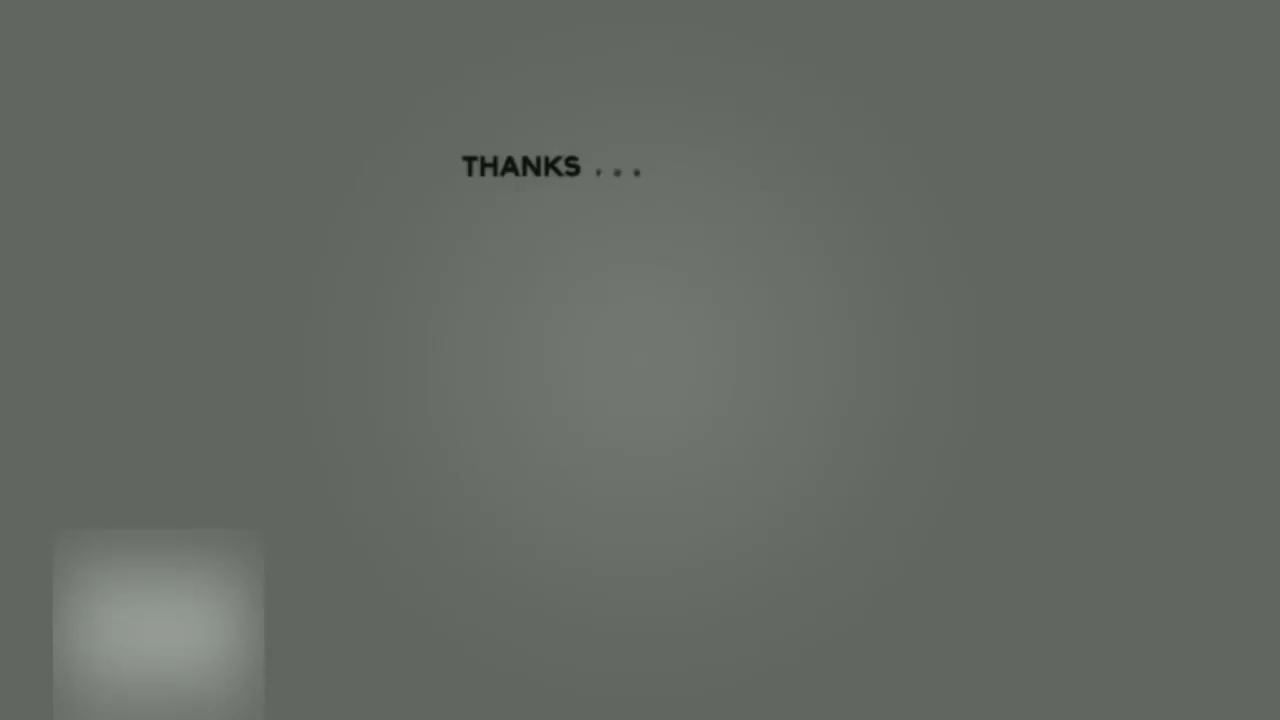 THANKS . . .